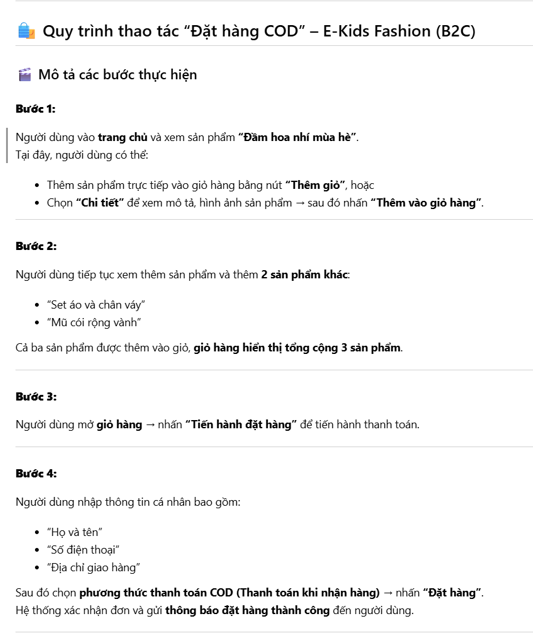 Quy trình thao tác “Đặt hàng COD” – E-Kids Fashion (B2C)
Mô tả các bước thực hiện
Bước 1:
Người dùng vào trang chủ và xem sản phẩm “Đầm hoa nhí mùa hè”.
Tại đây, người dùng có thể:
• Thêm sản phẩm trực tiếp vào giỏ hàng bằng nút “Thêm giỏ”, hoặc
• Chọn “Chi tiết” để xem mô tả, hình ảnh sản phẩm → sau đó nhấn “Thêm vào giỏ hàng”.
Bước 2:
Người dùng tiếp tục xem thêm sản phẩm và thêm 2 sản phẩm khác:
• “Set áo và chân váy”
• “Mũ cói rộng vành”
Cả ba sản phẩm được thêm vào giỏ, giỏ hàng hiển thị tổng cộng 3 sản phẩm.
Bước 3:
Người dùng mở giỏ hàng → nhấn “Tiến hành đặt hàng” để tiến hành thanh toán.
Bước 4:
Người dùng nhập thông tin cá nhân bao gồm:
• “Họ và tên”
• “Số điện thoại”
• “Địa chỉ giao hàng”
Sau đó chọn phương thức thanh toán COD (Thanh toán khi nhận hàng) → nhấn “Đặt hàng”.
Hệ thống xác nhận đơn và gửi thông báo đặt hàng thành công đến người dùng.